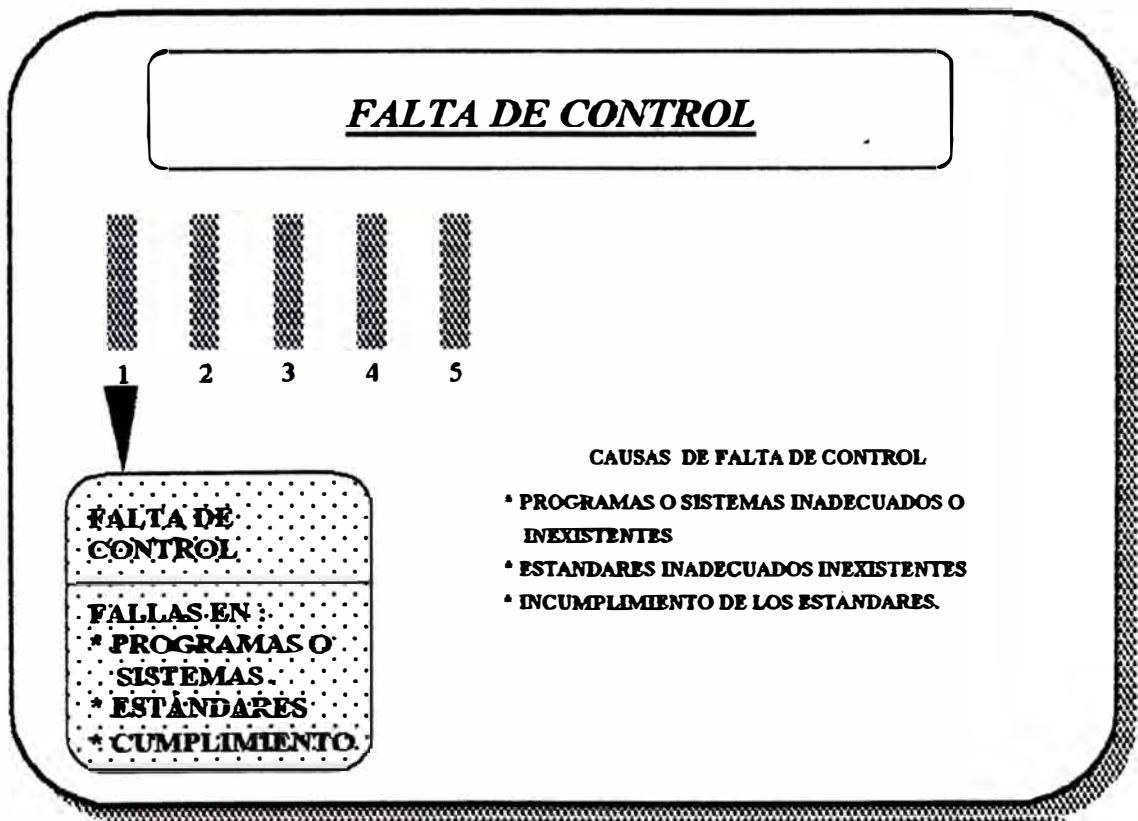 FALTA DE CONTROL
1 2 3 4 5
FALTA DE
CONTROL
FALLAS EN :
* PROGRAMAS O
SISTEMAS.
* ESTANDARES
* CUMPLIMIENTO.
CAUSAS DE FALTA DE CONTROL
* PROGRAMAS O SISTEMAS INADECUADOS O
INEXISTENTES
* ESTANDARES INADECUADOS INEXISTENTES
* INCUMPLIMIENTO DE LOS ESTANDARES.